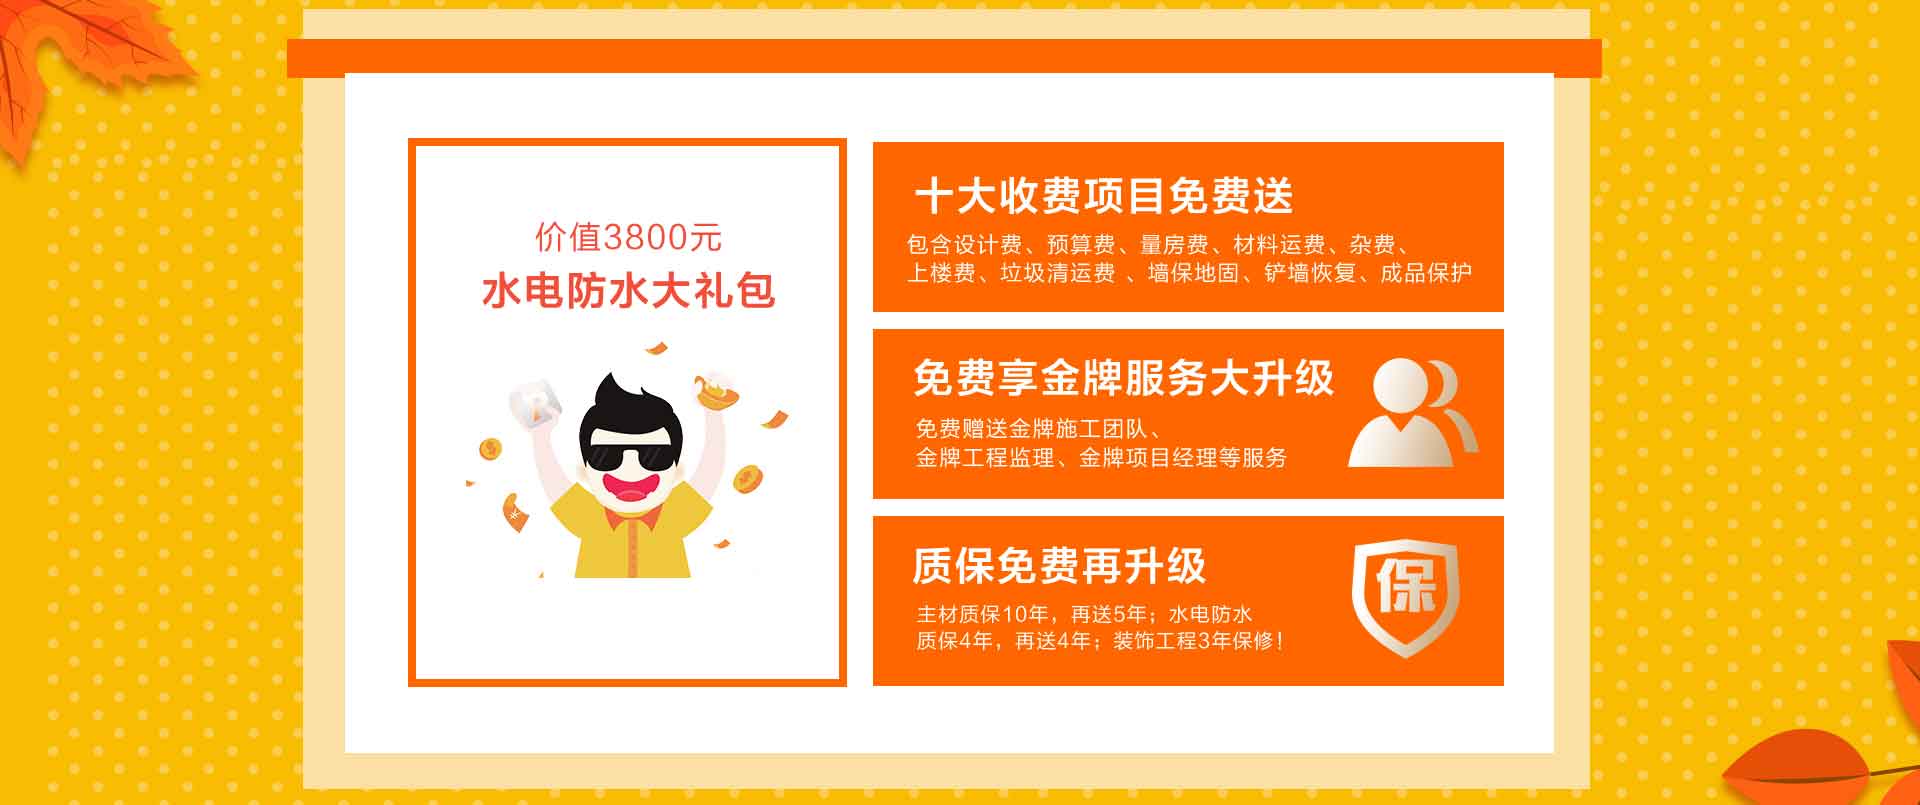 价值3800元
水电防水大礼包
十大收费项目免费送
包含设计费、预算费、量房费、材料运费、杂费、
上楼费、垃圾清运费 、墙保地固、铲墙恢复、成品保护
免费享金牌服务大升级
免费赠送金牌施工团队、
金牌工程监理、金牌项目经理等服务
质保免费再升级
主材质保10年，再送5年；水电防水
质保4年，再送4年；装饰工程3年保修！
保